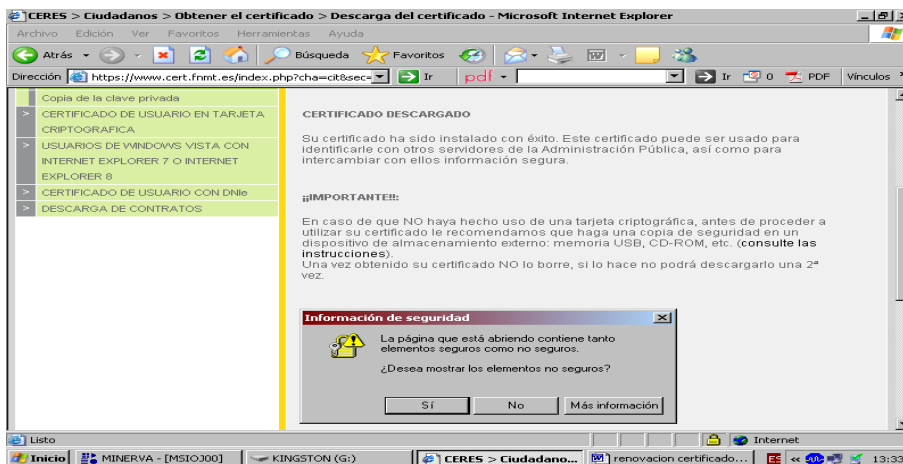 CERES > Ciudadanos > Obtener el certificado > Descarga del certificado - Microsoft Internet Explorer
Archivo Edición Ver Favoritos Herramientas Ayuda
Atrás Búsqueda Favoritos
Dirección https://www.cert.fnmt.es/index.php?cha=cit&sec= Ir pdf Ir 0 PDF Vínculos
Copia de la clave privada
> CERTIFICADO DE USUARIO EN TARJETA
CRIPTOGRAFICA
> USUARIOS DE WINDOWS VISTA CON
INTERNET EXPLORER 7 O INTERNET
EXPLORER 8
> CERTIFICADO DE USUARIO CON DNIe
> DESCARGA DE CONTRATOS
CERTIFICADO DESCARGADO
Su certificado ha sido instalado con éxito. Este certificado puede ser usado para
identificarle con otros servidores de la Administración Pública, así como para
intercambiar con ellos información segura.
¡¡IMPORTANTE!!:
En caso de que NO haya hecho uso de una tarjeta criptográfica, antes de proceder a
utilizar su certificado le recomendamos que haga una copia de seguridad en un
dispositivo de almacenamiento externo: memoria USB, CD-ROM, etc. (consulte las
instrucciones).
Una vez obtenido su certificado NO lo borre, si lo hace no podrá descargarlo una 2ª
vez.
Información de seguridad
La página que está abriendo contiene tanto
elementos seguros como no seguros.
¿Desea mostrar los elementos no seguros?
Sí No Más información
Listo Internet
Inicio MINERVA - [MSIOJ00] KINGSTON (G:) CERES > Ciudadano... renovacion certificado... « 13:33